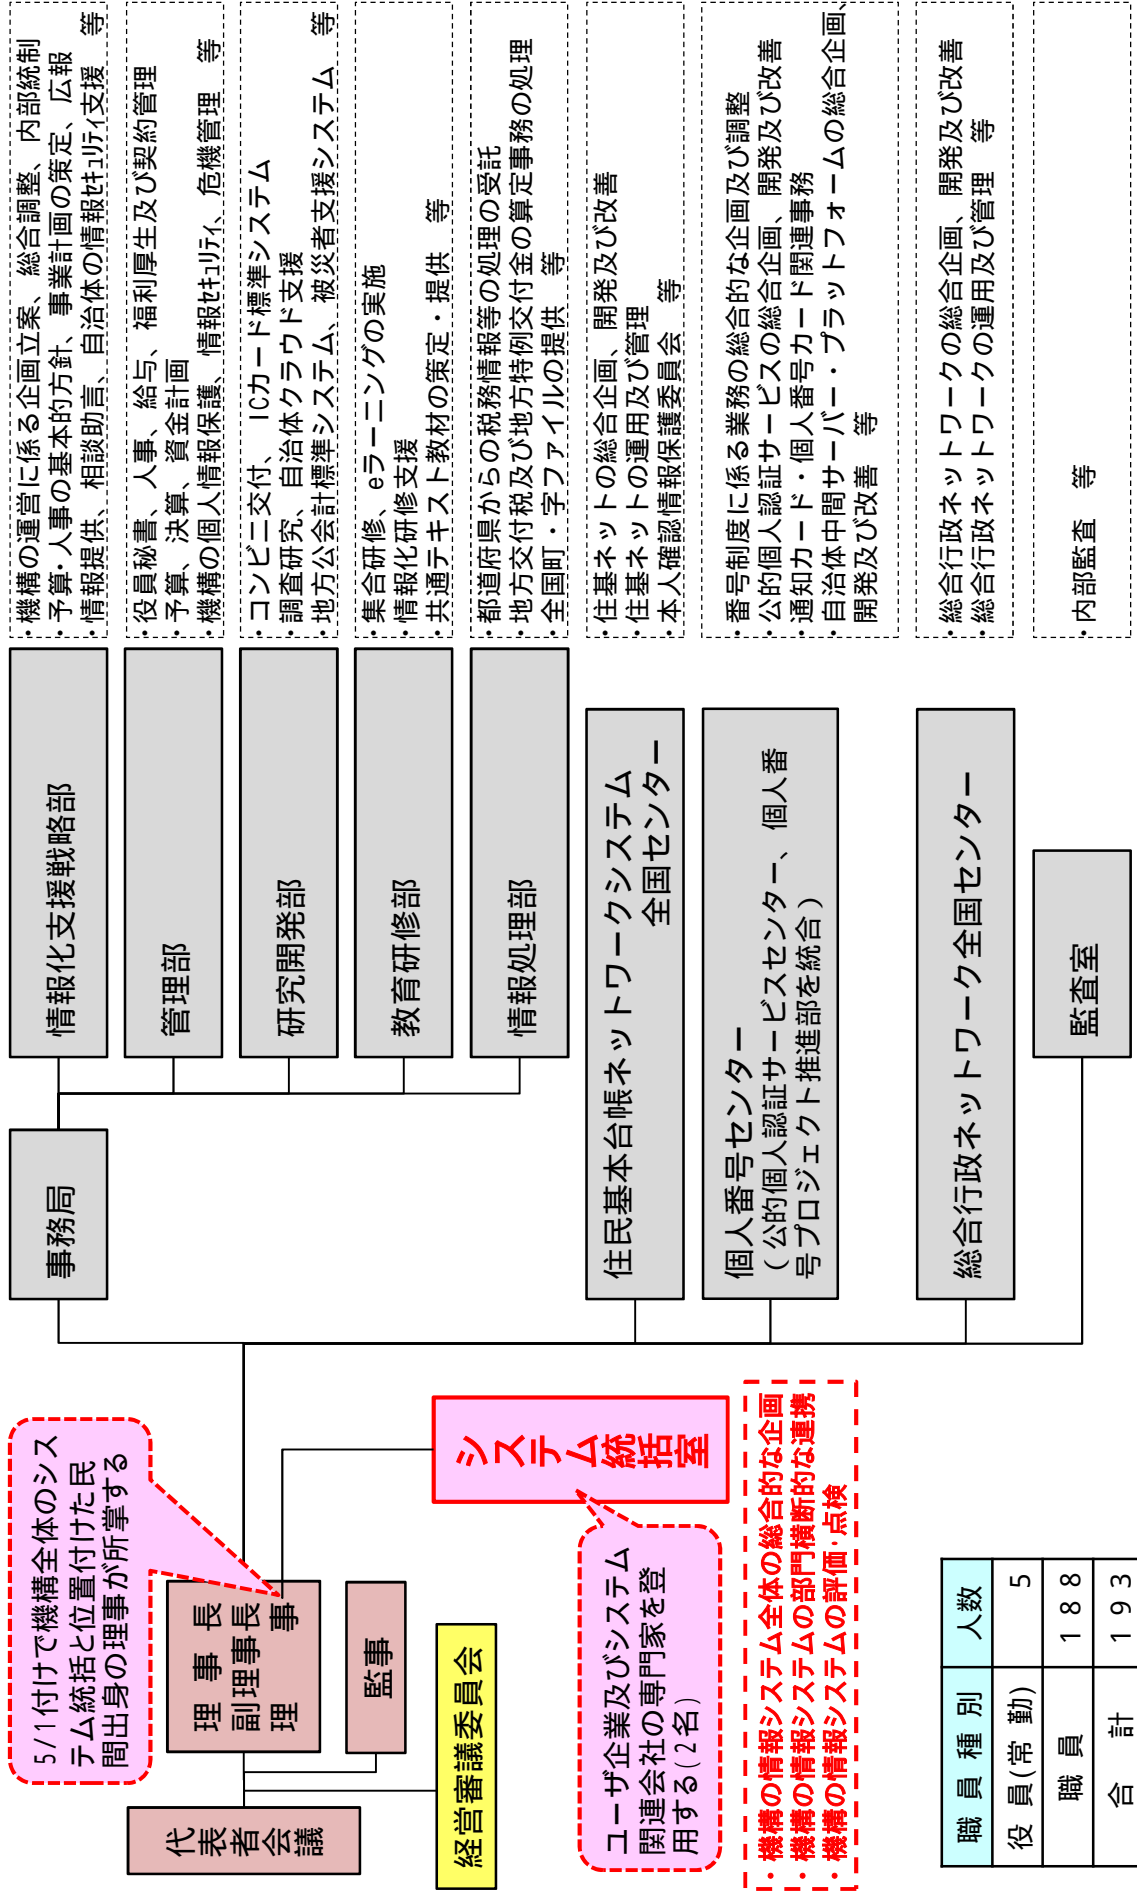 5/1付けで機構全体のシス
テム統括と位置付けた民
間出身の理事が所掌する
代表者会議
理事長
副理事長
理事
監事
経営審議委員会
システム統括室
ユーザ企業及びシステム
関連会社の専門家を登
用する(2名)
・機構の情報システム全体の総合的な企画
・機構の情報システムの部門横断的な連携
・機構の情報システムの評価・点検
職員種別 人数
役員(常勤) 5
職員 188
合計 193
事務局
情報化支援戦略部
・機構の運営に係る企画立案、総合調整、内部統制
・予算・人事の基本的方針、事業計画の策定、広報
・情報提供、相談助言、自治体の情報セキュリティ支援 等
管理部
・役員秘書、人事、給与、福利厚生及び契約管理
・予算、決算、資金計画
・機構の個人情報保護、情報セキュリティ、危機管理 等
研究開発部
・コンビニ交付、ICカード標準システム
・調査研究、自治体クラウド支援
・地方公会計標準システム、被災者支援システム 等
教育研修部
・集合研修、eラーニングの実施
・情報化研修支援
・共通テキスト教材の策定・提供 等
情報処理部
・都道府県からの税務情報等の処理の受託
・地方交付税及び地方特例交付金の算定事務の処理
・全国町・字ファイルの提供 等
住民基本台帳ネットワークシステム
全国センター
・住基ネットの総合企画、開発及び改善
・住基ネットの運用及び管理
・本人確認情報保護委員会 等
個人番号センター
(公的個人認証サービスセンター、個人番
号プロジェクト推進部を統合)
・番号制度に係る業務の総合的な企画及び調整
・公的個人認証サービスの総合企画、開発及び改善
・通知カード・個人番号カード関連事務
・自治体中間サーバー・プラットフォームの総合企画、
開発及び改善 等
総合行政ネットワーク全国センター
・総合行政ネットワークの総合企画、開発及び改善
・総合行政ネットワークの運用及び管理 等
監査室
・内部監査 等